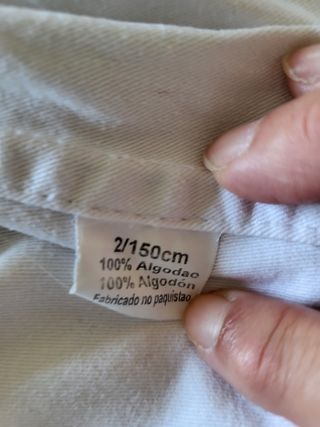 2/150cm
100% Algodao
100% Algodón
Fabricado no paquistao